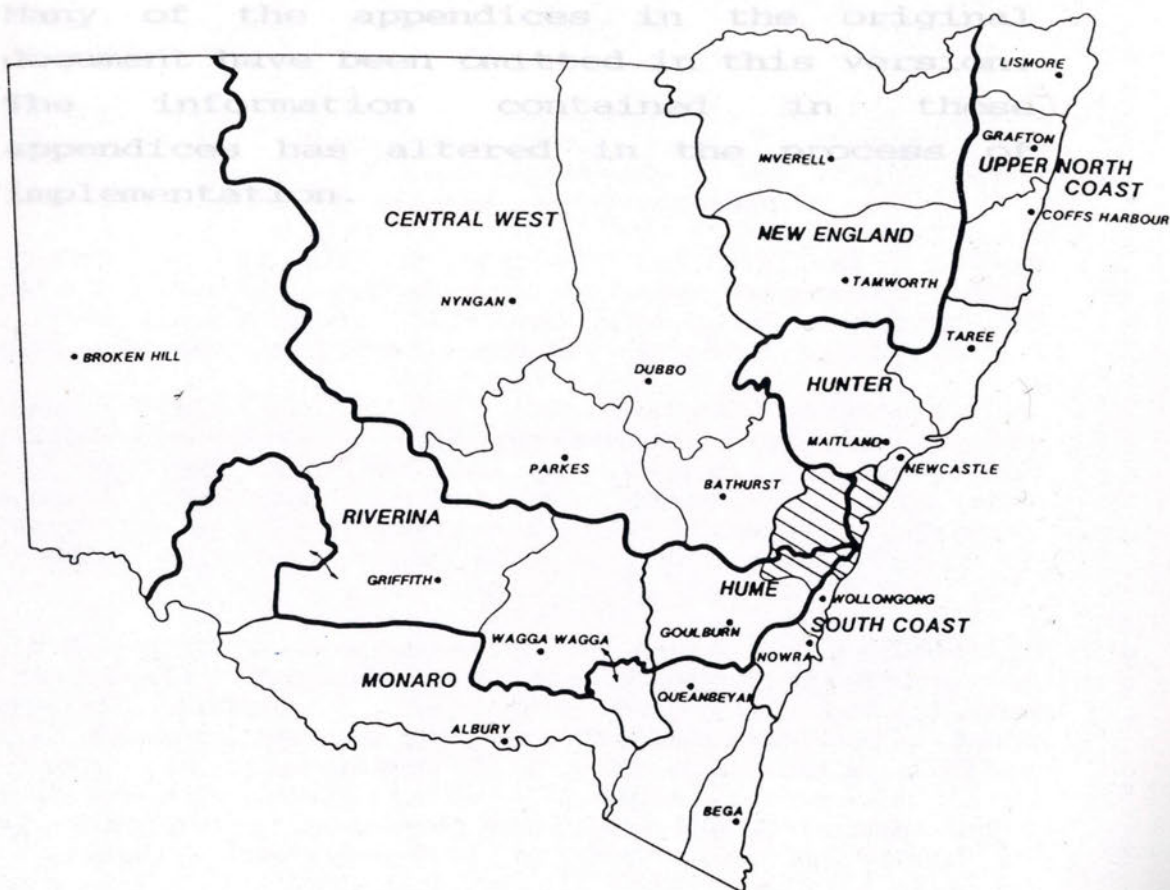 Many of the appendices in the original
document have been omitted in this version.
The information contained in these
appendices has altered in the process of
implementation.
LISMORE
GRAFTON
UPPER NORTH
COAST
COFFS HARBOUR
INVERELL
CENTRAL WEST
NEW ENGLAND
NYNGAN
TAMWORTH
BROKEN HILL
TAREE
DUBBO
HUNTER
MAITLAND
NEWCASTLE
PARKES
BATHURST
RIVERINA
GRIFFITH
HUME
WOLLONGONG
SOUTH COAST
GOULBURN
NOWRA
WAGGA WAGGA
MONARO
QUEANBEYAN
ALBURY
BEGA